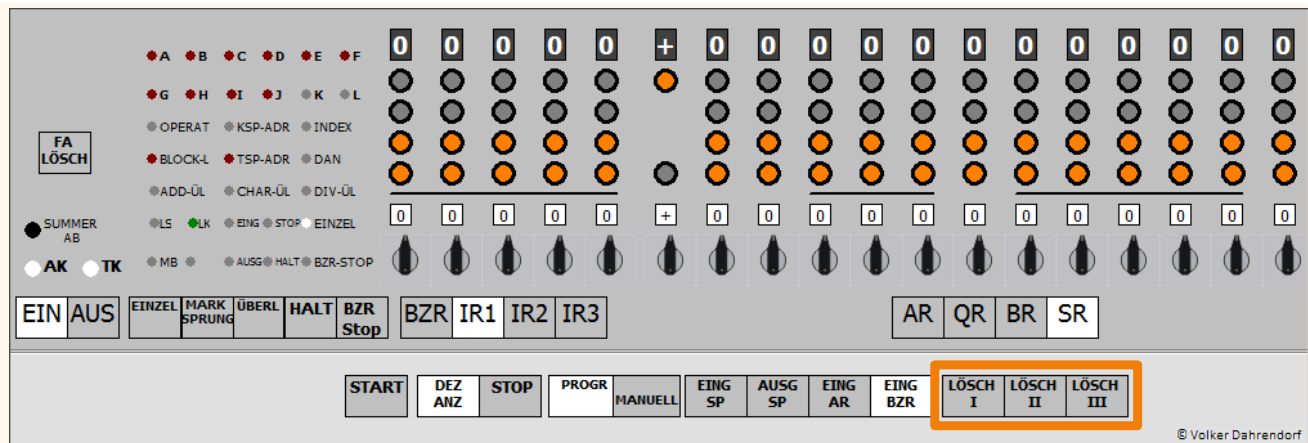 0 0 0 0 0 + 0 0 0 0 0 0 0 0 0 0 0 0
A B C D E F
G H I J K L
OPERAT KSP-ADR INDEX
FA
LÖSCH
BLOCK-L TSP-ADR DAN
ADD-ÜL CHAR-ÜL DIV-ÜL
0 0 0 0 0 + 0 0 0 0 0 0 0 0 0 0 0 0
SUMMER
AB
LS LK EING STOP EINZEL
AK TK
MB AUSG HALT BZR-STOP
EIN AUS
EINZEL
MARK
SPRUNG
ÜBERL
HALT
BZR
Stop
BZR IR1 IR2 IR3
AR QR BR SR
START
DEZ
ANZ
STOP
PROGR
MANUELL
EING
SP
AUSG
SP
EING
AR
EING
BZR
LÖSCH
I
LÖSCH
II
LÖSCH
III
© Volker Dahrendorf